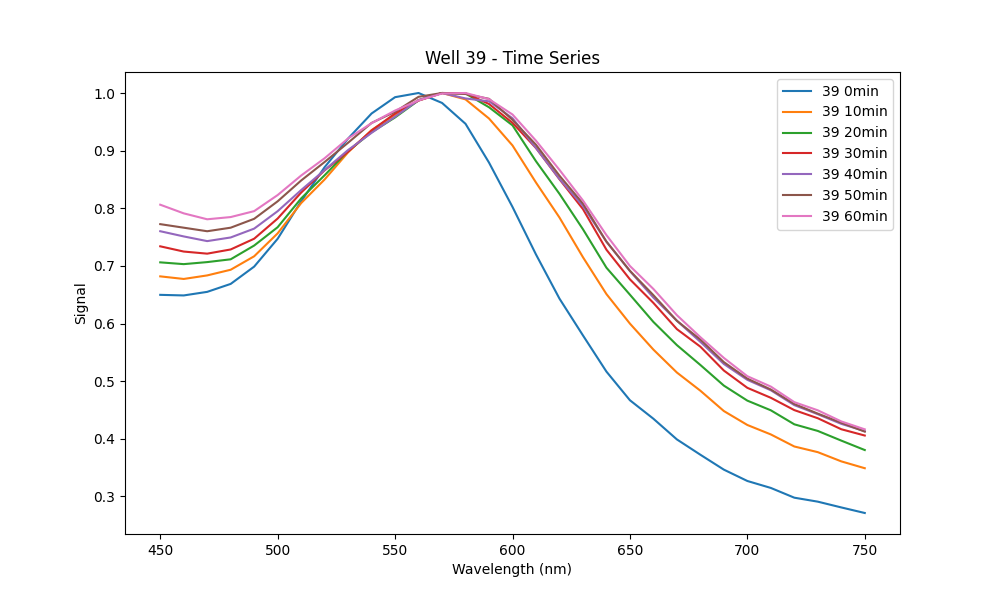 Well 39 - Time Series
Signal
1.0
0.9
0.8
0.7
0.6
0.5
0.4
0.3
39 0min
39 10min
39 20min
39 30min
39 40min
39 50min
39 60min
450
500
550
600
650
700
750
Wavelength (nm)